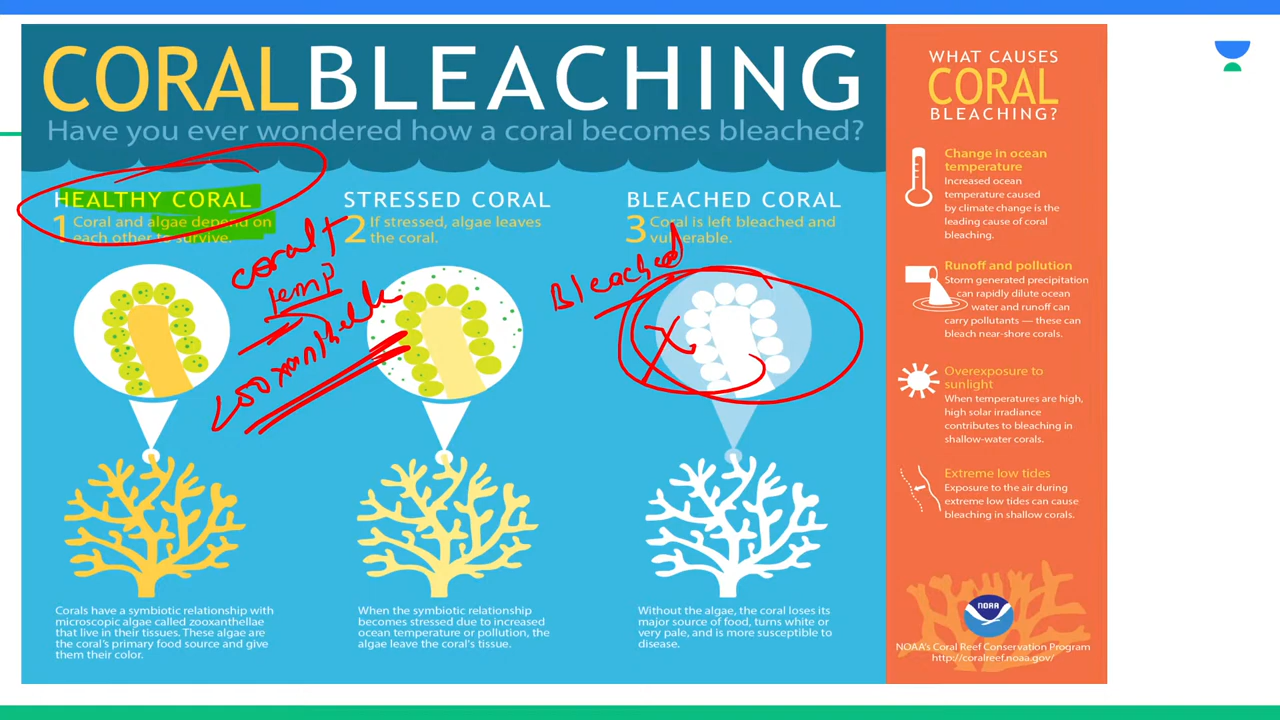 CORAL BLEACHING
Have you ever wondered how a coral becomes bleached?
HEALTHY CORAL
1 Coral and algae depend on
each other to survive.
Corals have a symbiotic relationship with
microscopic algae called zooxanthellae
that live in their tissues. These algae are
the coral's primary food source and give
them their color.
STRESSED CORAL
2 If stressed, algae leaves
the coral.
When the symbiotic relationship
becomes stressed due to increased
ocean temperature or pollution, the
algae leave the coral's tissue.
BLEACHED CORAL
3 Coral is left bleached and
vulnerable.
Without the algae, the coral loses its
major source of food, turns white or
very pale, and is more susceptible to
disease.
coral
temp
zooxanthellae
Bleached
WHAT CAUSES
CORAL
BLEACHING?
Change in ocean
temperature
Increased ocean
temperature caused
by climate change is the
leading cause of coral
bleaching.
Runoff and pollution
Storm generated precipitation
can rapidly dilute ocean
water and runoff can
carry pollutants — these can
bleach near-shore corals.
Overexposure to
sunlight
When temperatures are high,
high solar irradiance
contributes to bleaching in
shallow-water corals.
Extreme low tides
Exposure to the air during
extreme low tides can cause
bleaching in shallow corals.
NOAA
NOAA's Coral Reef Conservation Program
http://coralreef.noaa.gov/